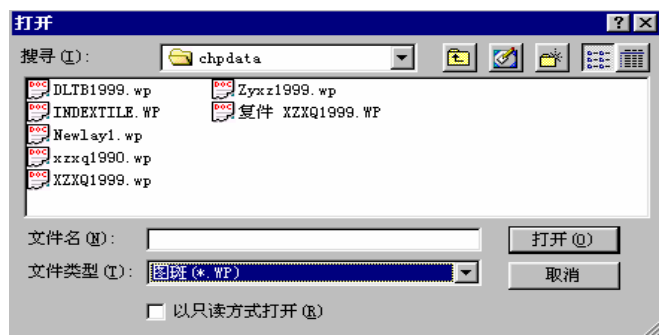 打开
搜寻(I): chpdata
DLTB1999.wp Zyxz1999.wp
INDEXTILE.WP 复件 XZXQ1999.WP
Newlay1.wp
xzxq1990.wp
XZXQ1999.wp
文件名(N): 打开(O)
文件类型(T): 图斑(*.WP) 取消
以只读方式打开(R)